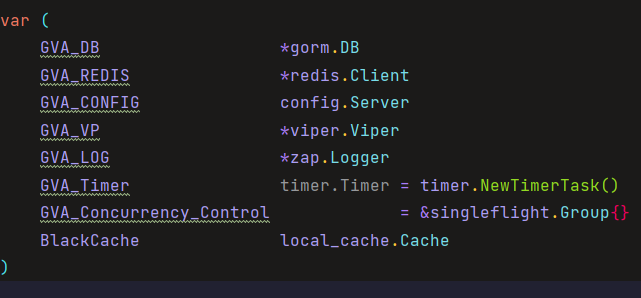 var (
    GVA_DB                  *gorm.DB
    GVA_REDIS               *redis.Client
    GVA_CONFIG              config.Server
    GVA_VP                  *viper.Viper
    GVA_LOG                 *zap.Logger
    GVA_Timer               timer.Timer = timer.NewTimerTask()
    GVA_Concurrency_Control             = &singleflight.Group{}
    BlackCache              local_cache.Cache
)